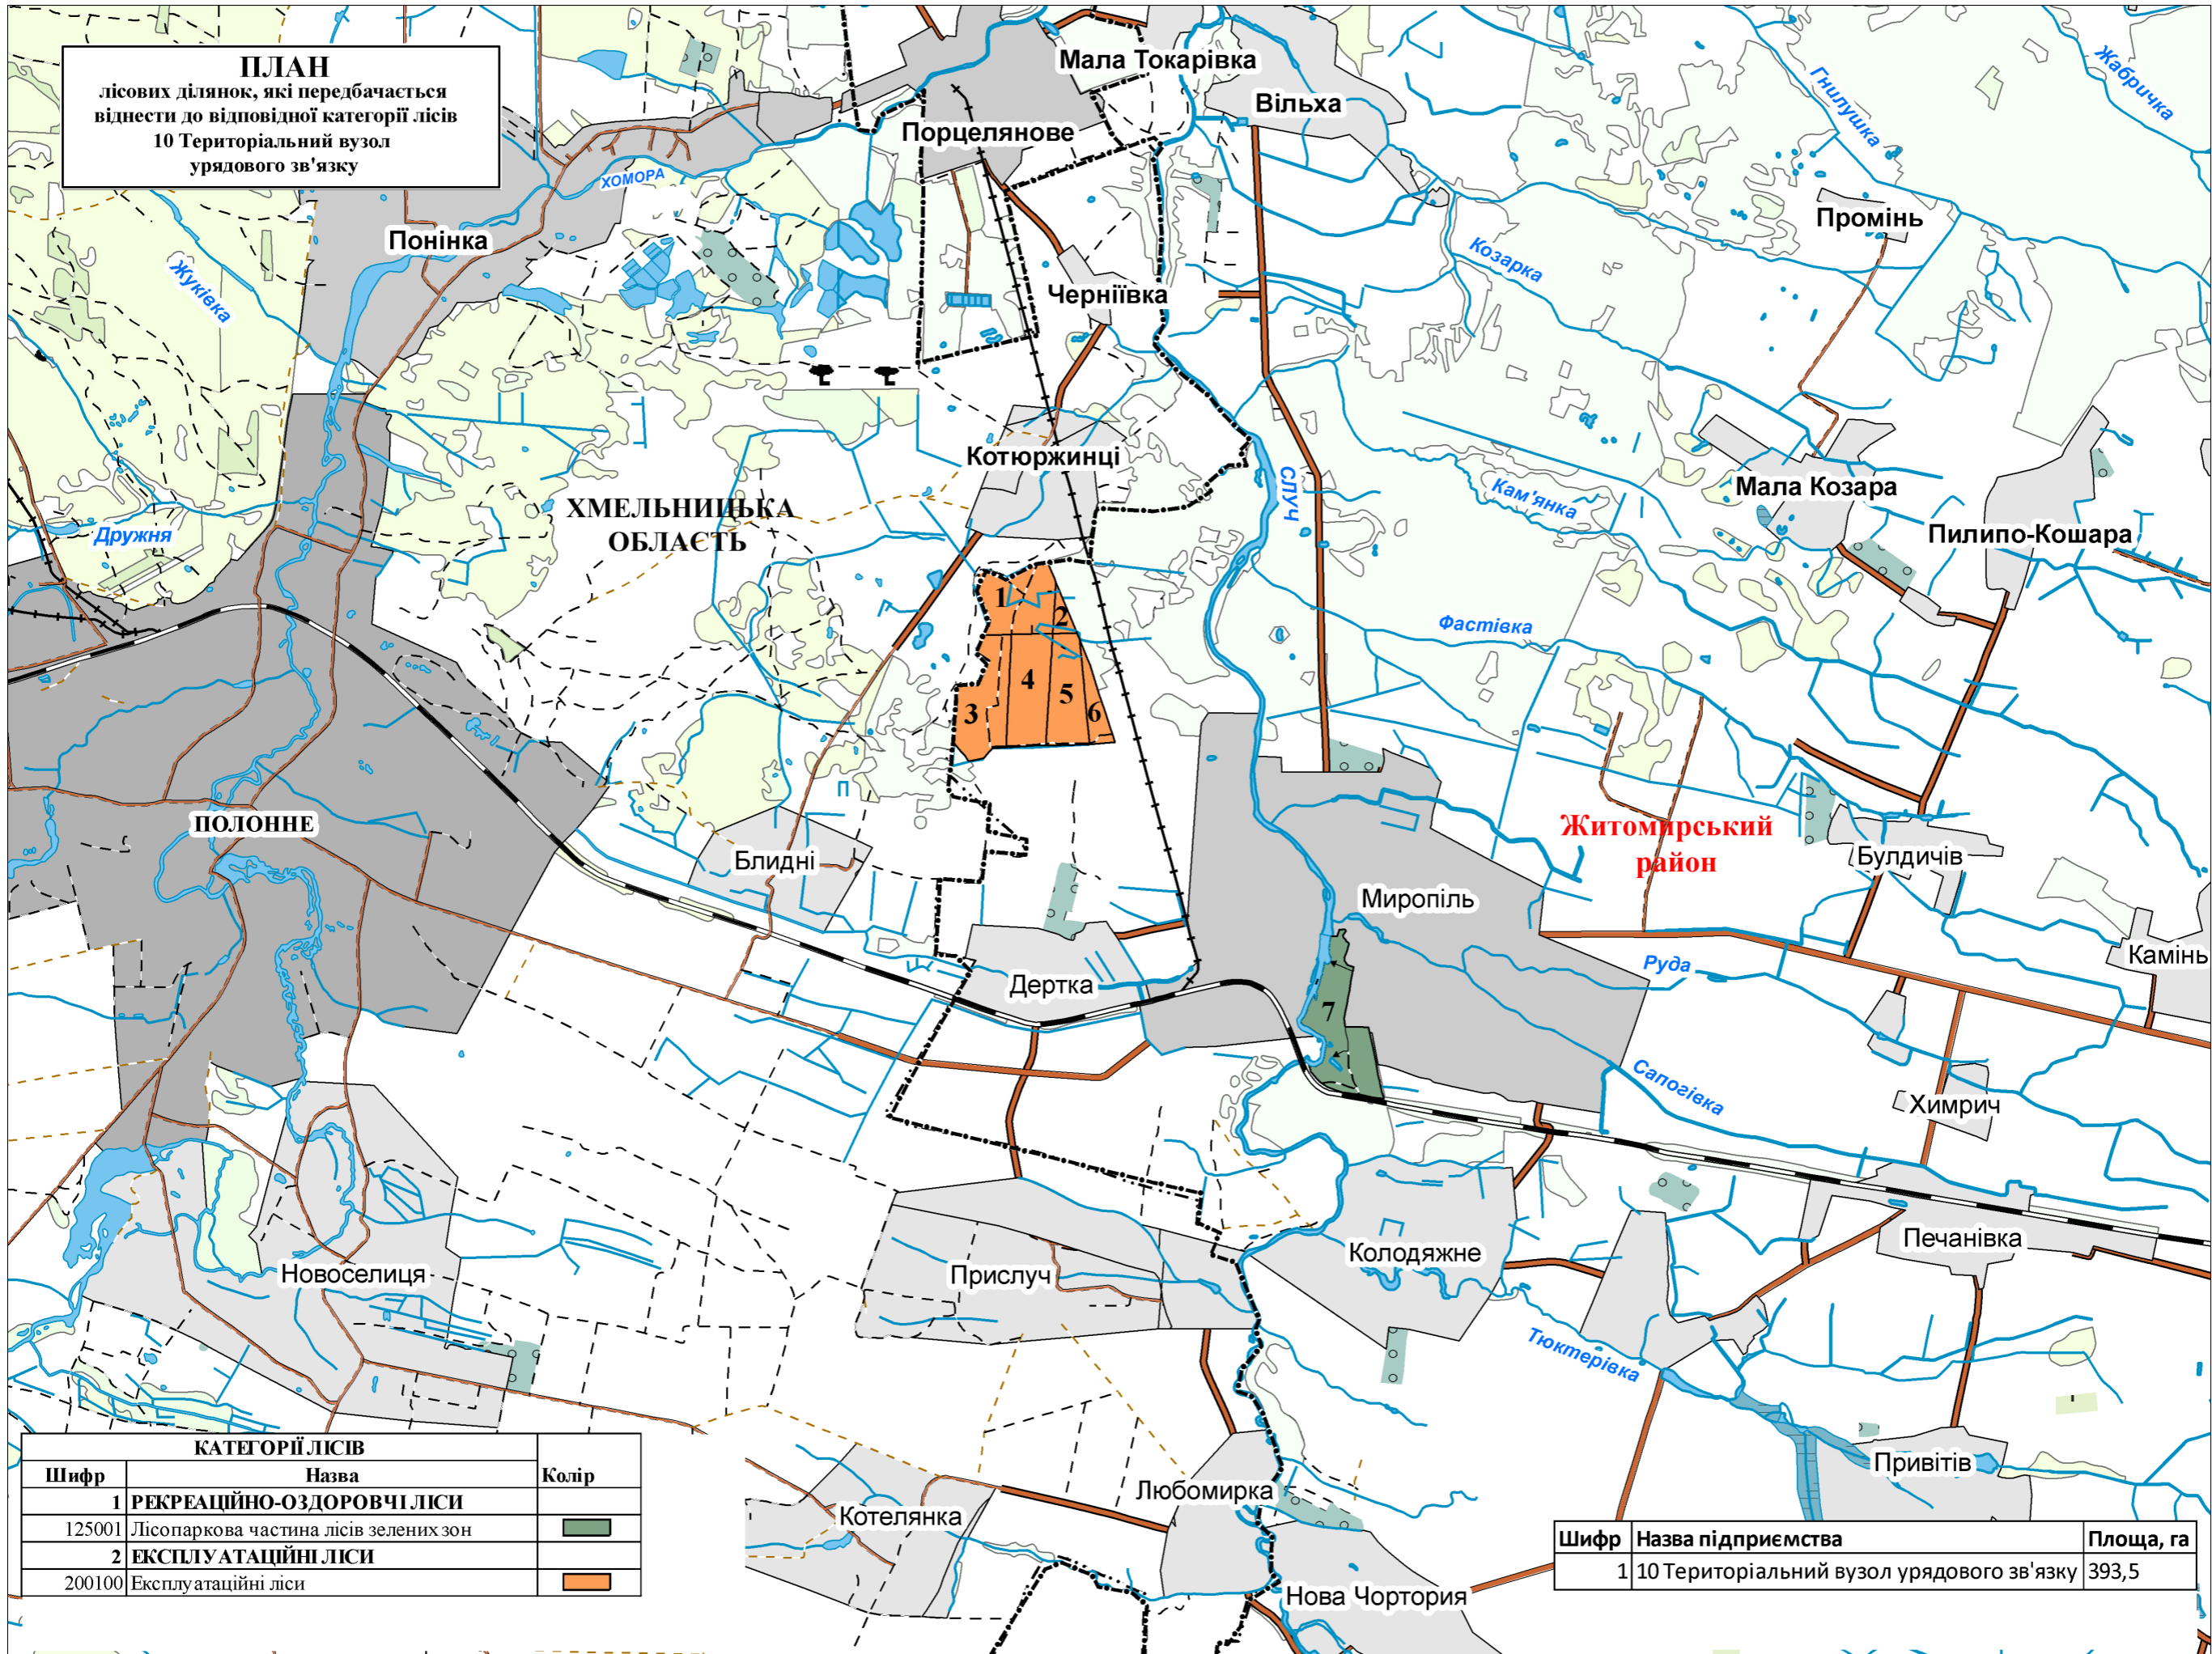 ПЛАН
лісових ділянок, які передбачається
віднести до відповідної категорії лісів
10 Територіальний вузол
урядового зв'язку
Мала Токарівка
Вільха
Порцелянове
Гнилушка
Жабричка
ХОМОРА
Понінка
Промінь
Жуківка
Козарка
Черніївка
Котюржинці
СЛУЧ
Кам'янка
Мала Козара
Пилипо-Кошара
Дружня
ХМЕЛЬНИЦЬКА
ОБЛАСТЬ
1
2
Фастівка
4
5
3
6
ПОЛОННЕ
Житомирський
район
Блидні
Булдичів
Миропіль
Камінь
Руда
Дертка
7
Сапогівка
Химрич
Печанівка
Колодяжне
Новоселиця
Прислуч
Тюктерівка
Привітів
Любомирка
Котелянка
Нова Чортория
КАТЕГОРІЇ ЛІСІВ
Шифр Назва Колір
1 РЕКРЕАЦІЙНО-ОЗДОРОВЧІ ЛІСИ
125001 Лісопаркова частина лісів зелених зон
2 ЕКСПЛУАТАЦІЙНІ ЛІСИ
200100 Експлуатаційні ліси
Шифр Назва підприємства Площа, га
1 10 Територіальний вузол урядового зв'язку 393,5